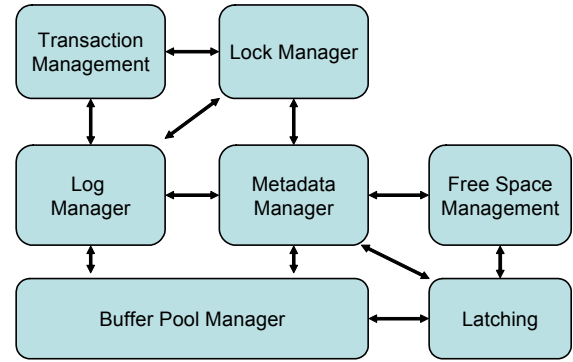 Transaction
Management
Lock Manager
Log
Manager
Metadata
Manager
Free Space
Management
Buffer Pool Manager
Latching